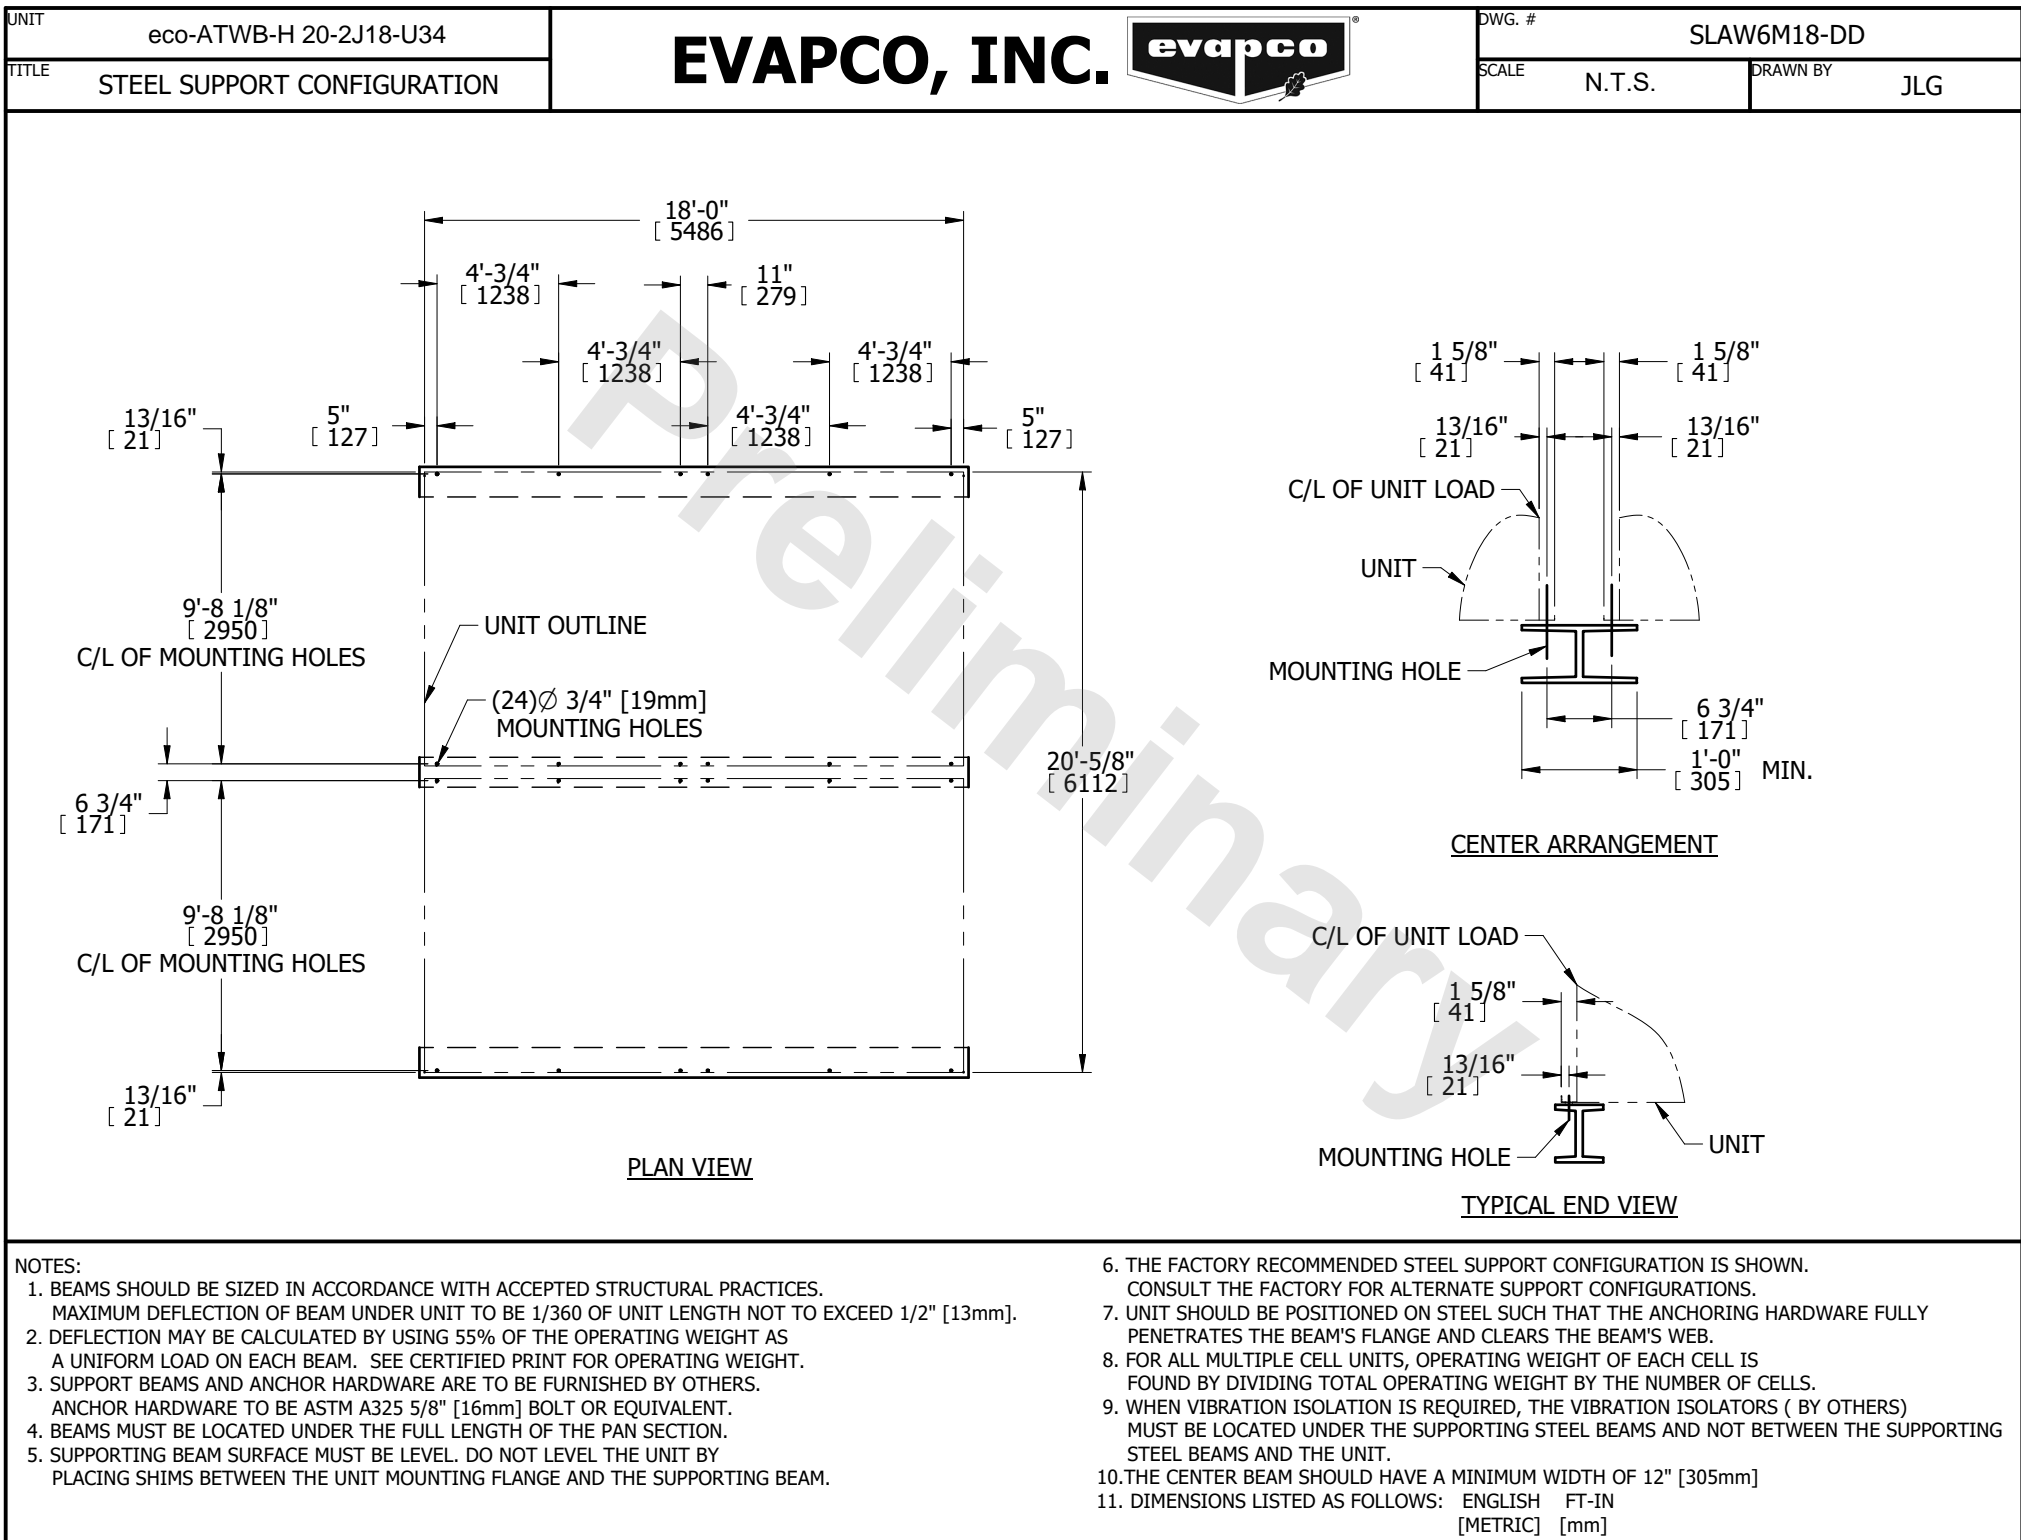 UNIT
eco-ATWB-H 20-2J18-U34
TITLE
STEEL SUPPORT CONFIGURATION
EVAPCO, INC.
evapco
®
DWG. #
SLAW6M18-DD
SCALE
N.T.S.
DRAWN BY
JLG
18'-0"
[ 5486 ]
4'-3/4"
[ 1238 ]
11"
[ 279 ]
4'-3/4"
[ 1238 ]
4'-3/4"
[ 1238 ]
13/16"
[ 21 ]
5"
[ 127 ]
4'-3/4"
[ 1238 ]
5"
[ 127 ]
9'-8 1/8"
[ 2950 ]
C/L OF MOUNTING HOLES
UNIT OUTLINE
(24)∅ 3/4" [19mm]
MOUNTING HOLES
6 3/4"
[ 171 ]
20'-5/8"
[ 6112 ]
9'-8 1/8"
[ 2950 ]
C/L OF MOUNTING HOLES
13/16"
[ 21 ]
PLAN VIEW
Preliminary
1 5/8"
[ 41 ]
1 5/8"
[ 41 ]
13/16"
[ 21 ]
13/16"
[ 21 ]
C/L OF UNIT LOAD
UNIT
MOUNTING HOLE
6 3/4"
[ 171 ]
1'-0"
[ 305 ]
MIN.
CENTER ARRANGEMENT
C/L OF UNIT LOAD
1 5/8"
[ 41 ]
13/16"
[ 21 ]
MOUNTING HOLE
UNIT
TYPICAL END VIEW
NOTES:
1. BEAMS SHOULD BE SIZED IN ACCORDANCE WITH ACCEPTED STRUCTURAL PRACTICES.
MAXIMUM DEFLECTION OF BEAM UNDER UNIT TO BE 1/360 OF UNIT LENGTH NOT TO EXCEED 1/2" [13mm].
2. DEFLECTION MAY BE CALCULATED BY USING 55% OF THE OPERATING WEIGHT AS
A UNIFORM LOAD ON EACH BEAM. SEE CERTIFIED PRINT FOR OPERATING WEIGHT.
3. SUPPORT BEAMS AND ANCHOR HARDWARE ARE TO BE FURNISHED BY OTHERS.
ANCHOR HARDWARE TO BE ASTM A325 5/8" [16mm] BOLT OR EQUIVALENT.
4. BEAMS MUST BE LOCATED UNDER THE FULL LENGTH OF THE PAN SECTION.
5. SUPPORTING BEAM SURFACE MUST BE LEVEL. DO NOT LEVEL THE UNIT BY
PLACING SHIMS BETWEEN THE UNIT MOUNTING FLANGE AND THE SUPPORTING BEAM.
6. THE FACTORY RECOMMENDED STEEL SUPPORT CONFIGURATION IS SHOWN.
CONSULT THE FACTORY FOR ALTERNATE SUPPORT CONFIGURATIONS.
7. UNIT SHOULD BE POSITIONED ON STEEL SUCH THAT THE ANCHORING HARDWARE FULLY
PENETRATES THE BEAM'S FLANGE AND CLEARS THE BEAM'S WEB.
8. FOR ALL MULTIPLE CELL UNITS, OPERATING WEIGHT OF EACH CELL IS
FOUND BY DIVIDING TOTAL OPERATING WEIGHT BY THE NUMBER OF CELLS.
9. WHEN VIBRATION ISOLATION IS REQUIRED, THE VIBRATION ISOLATORS ( BY OTHERS)
MUST BE LOCATED UNDER THE SUPPORTING STEEL BEAMS AND NOT BETWEEN THE SUPPORTING
STEEL BEAMS AND THE UNIT.
10.THE CENTER BEAM SHOULD HAVE A MINIMUM WIDTH OF 12" [305mm]
11. DIMENSIONS LISTED AS FOLLOWS: ENGLISH FT-IN
[METRIC] [mm]